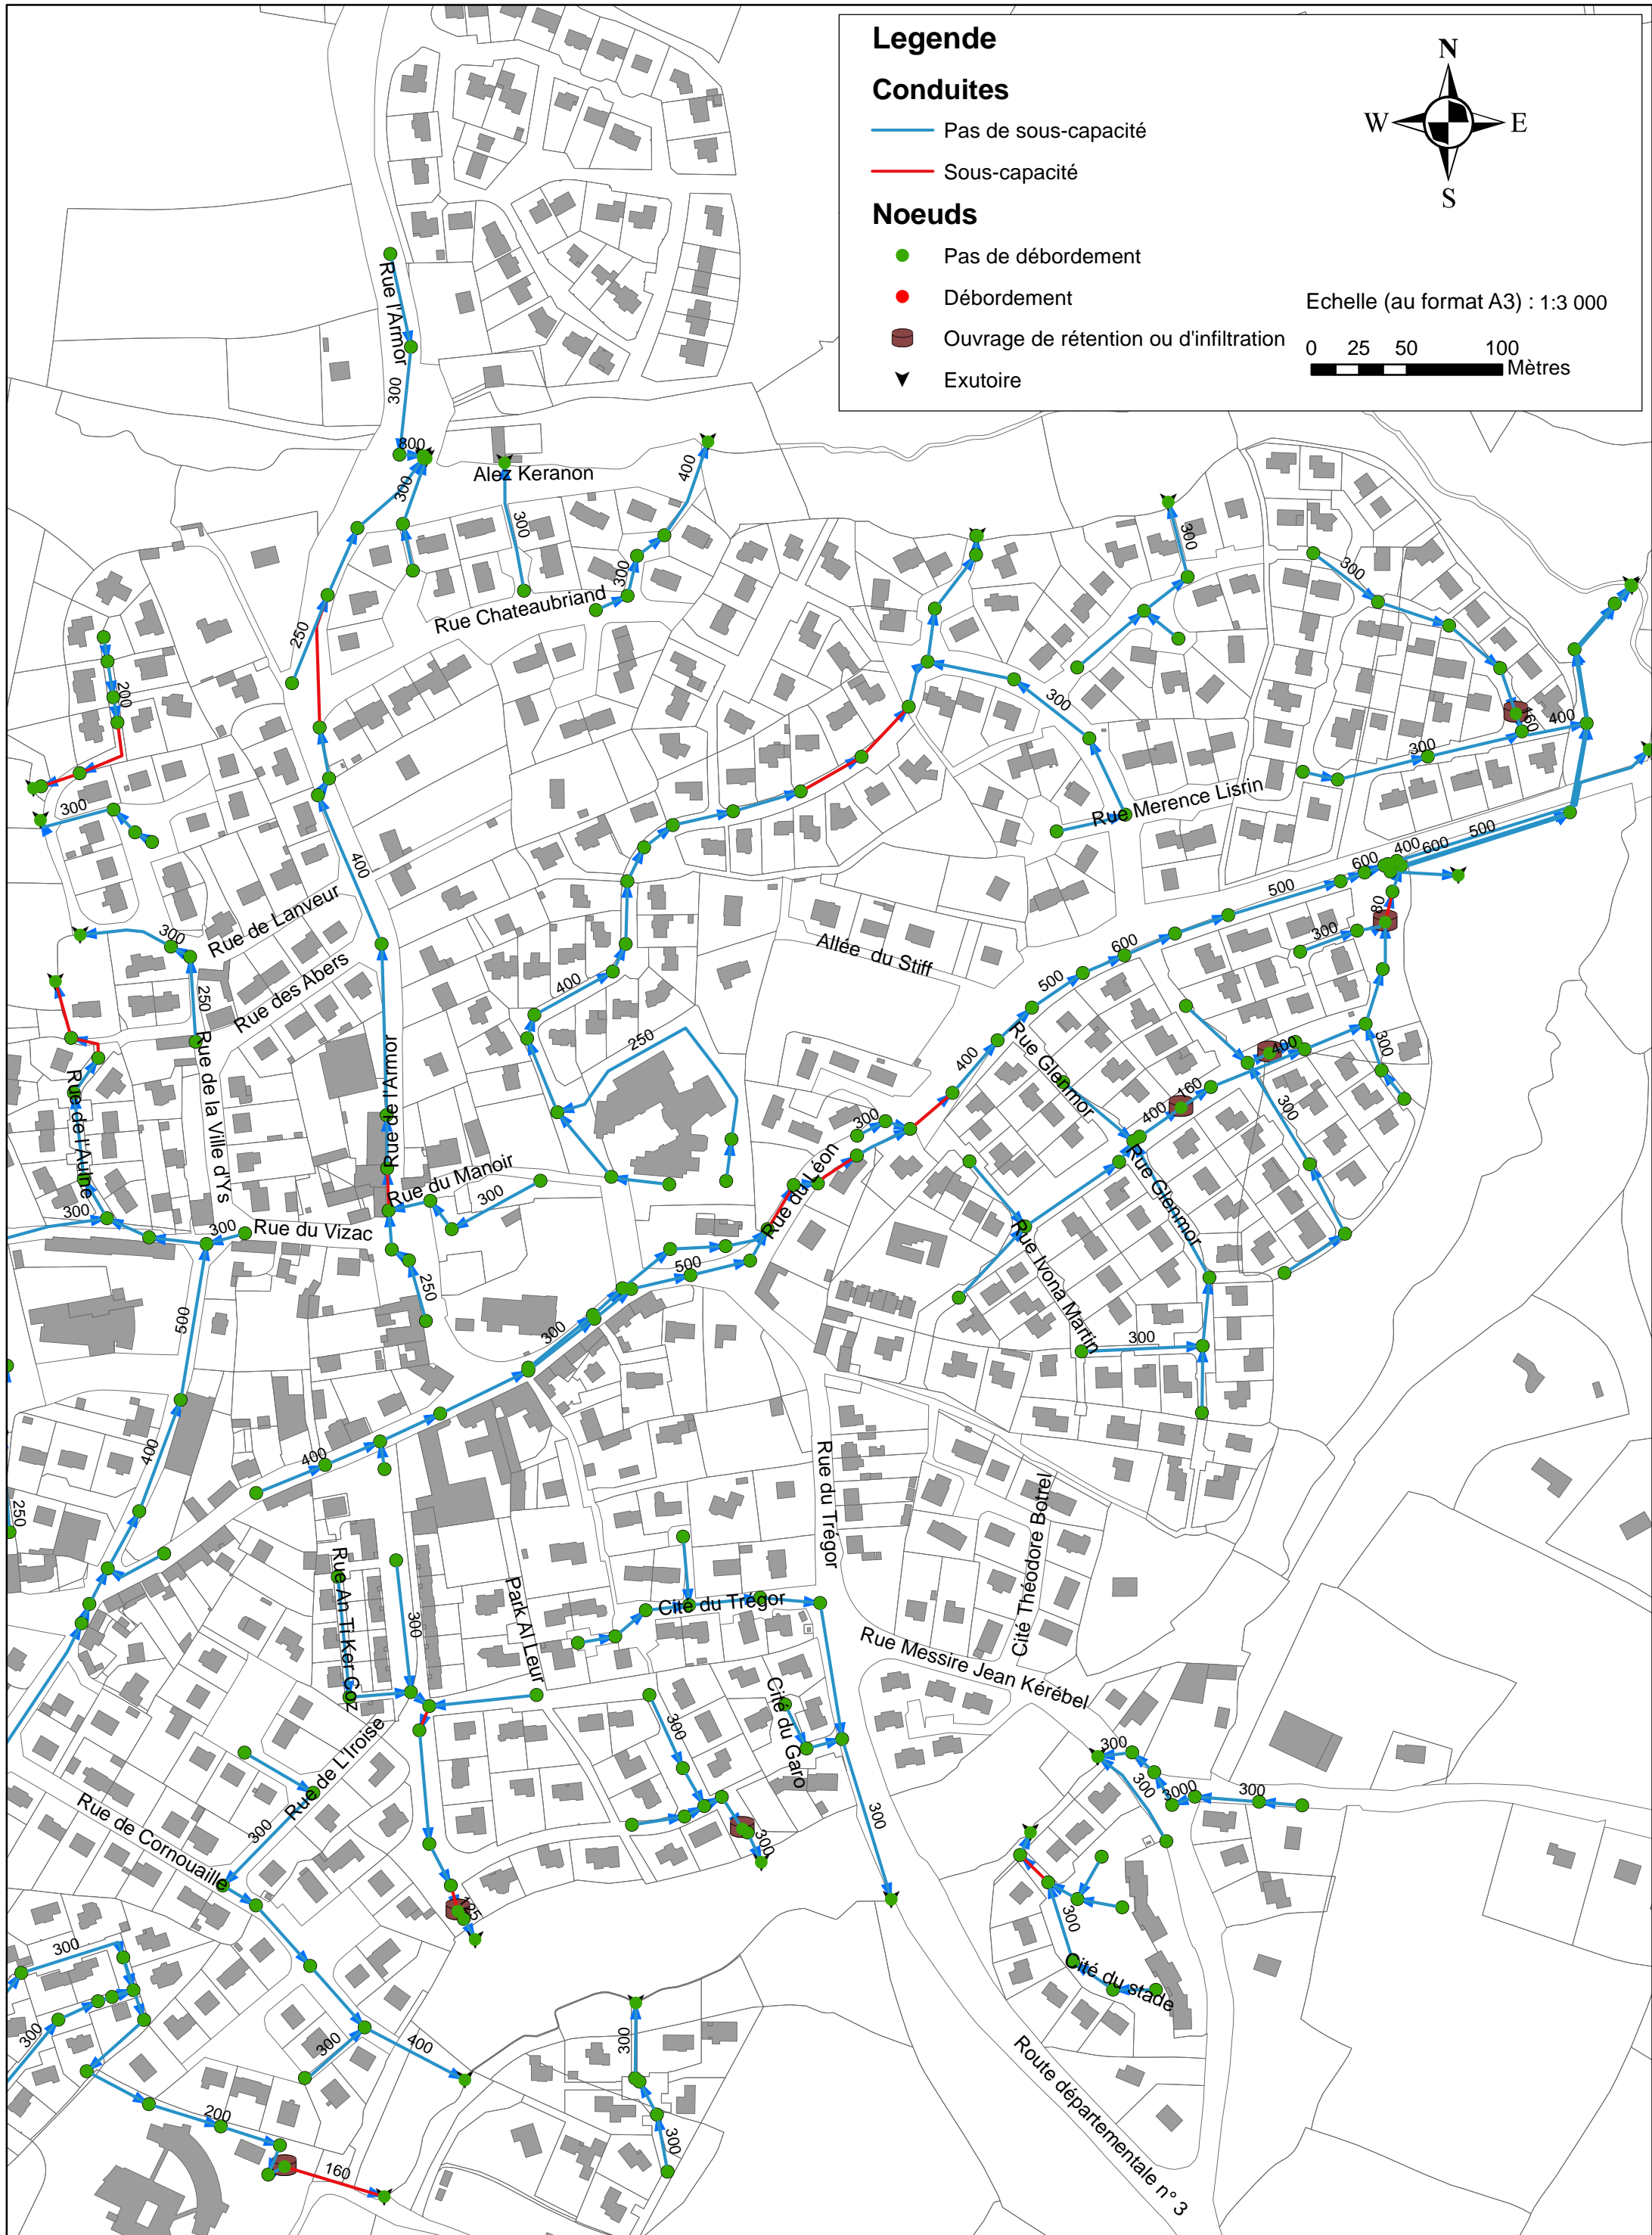 Legende
Conduites
Pas de sous-capacité
Sous-capacité
Noeuds
Pas de débordement
Débordement
Ouvrage de rétention ou d'infiltration
Exutoire
N
W
E
S
Echelle (au format A3) : 1:3 000
0 25 50 100
Mètres
Rue l'Armor
300
800
300
Alez Keranon
400
300
300
300
Rue Chateaubriand
300
250
200
300
300
160
400
300
Rue Merence Lisrin
500
400
600
600
400
Rue de Lanveur
500
80
300
300
Rue des Abers
Allée du Stiff
600
250
400
500
250
Rue de la Ville d'Ys
Rue de l'Armor
Rue Glenmor
400
400
300
Rue de l'Aulne
160
400
300
300
Rue du Leon
Rue Glenmor
Rue du Manoir
300
300
300
Rue du Vizac
Rue Ivona Martin
500
250
500
300
300
400
400
Rue du Trégor
250
Cité Théodore Botrel
Rue An Ti Ker Coz
300
Park Al Leur
Cité du Trégor
Rue Messire Jean Kérébel
Cité du Garo
300
Rue de L'Iroise
300
300
300
3000
Rue de Cornouaille
300
300
300
125
300
300
Cité du stade
300
300
400
300
Route départementale n° 3
200
300
160